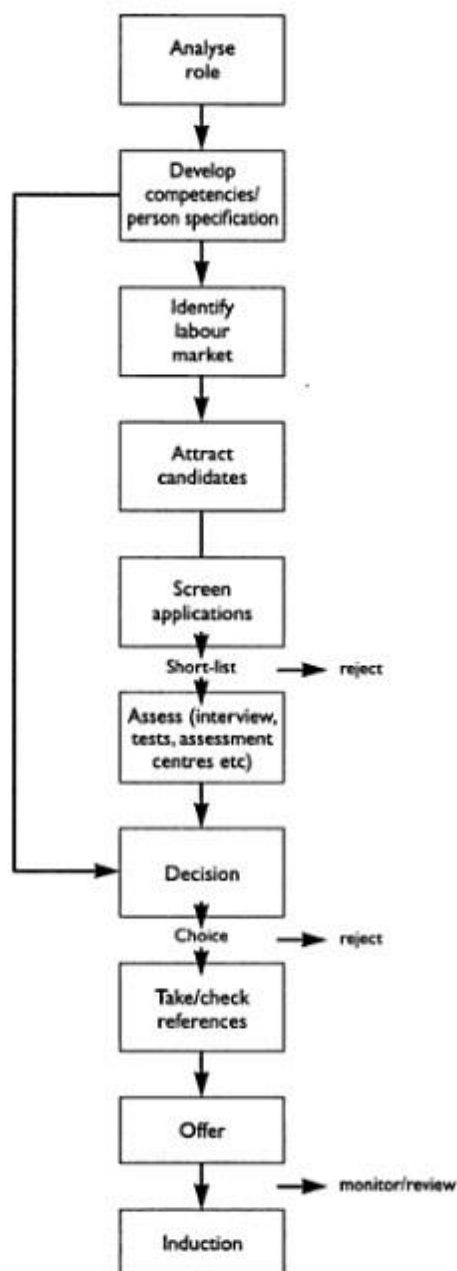 Analyse
role
Develop
competencies/
person specification
Identify
labour
market
Attract
candidates
Screen
applications
Short-list
reject
Assess (interview,
tests, assessment
centres etc)
Decision
Choice
reject
Take/check
references
Offer
monitor/review
Induction